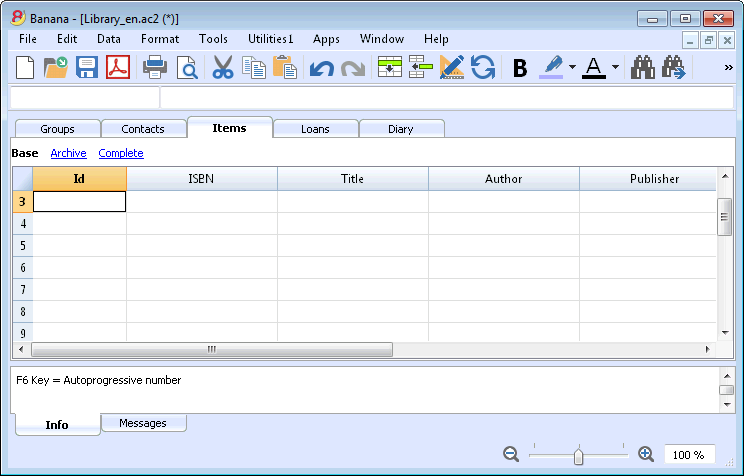 Banana - [Library_en.ac2 (*)]
File Edit Data Format Tools Utilities1 Apps Window Help
B A »
Groups Contacts Items Loans Diary
Base Archive Complete
Id ISBN Title Author Publisher
3
4
5
6
7
8
9
F6 Key = Autoprogressive number
Info Messages
100 %